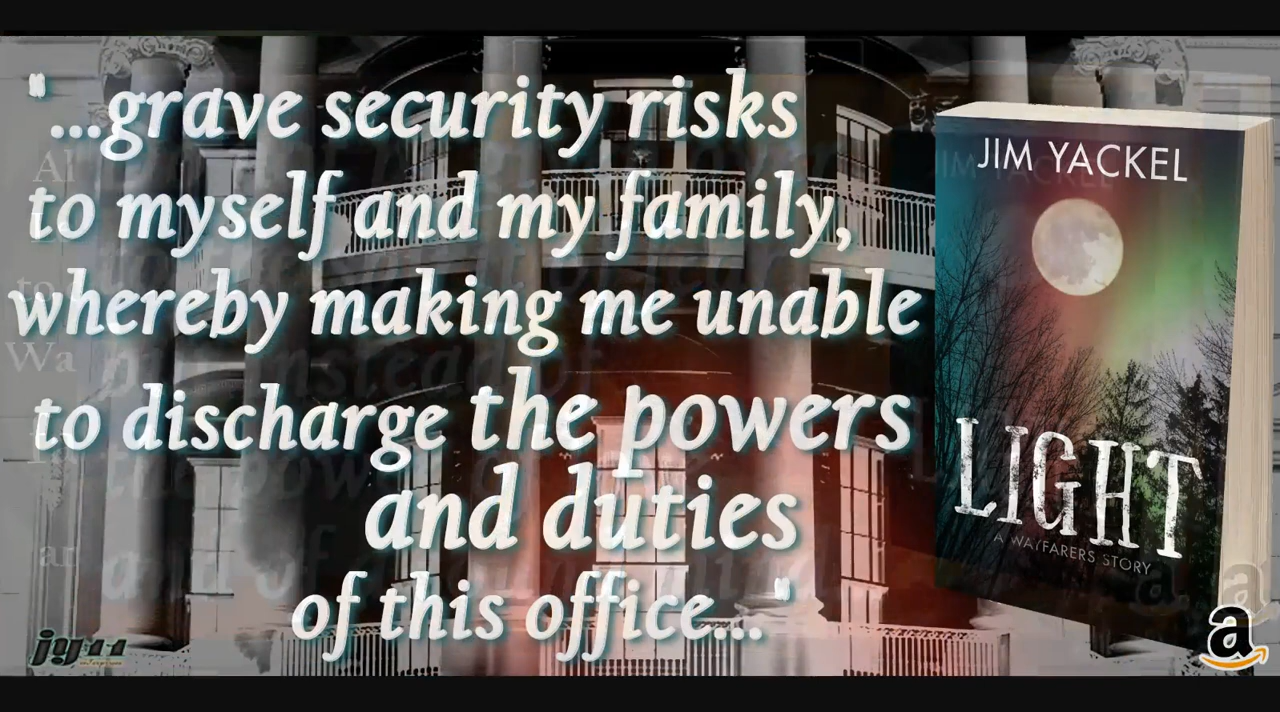 "...grave security risks
to myself and my family,
whereby making me unable
to discharge the powers
and duties
of this office..."
JIM YACKEL
LIGHT
A WAYFARERS STORY
a